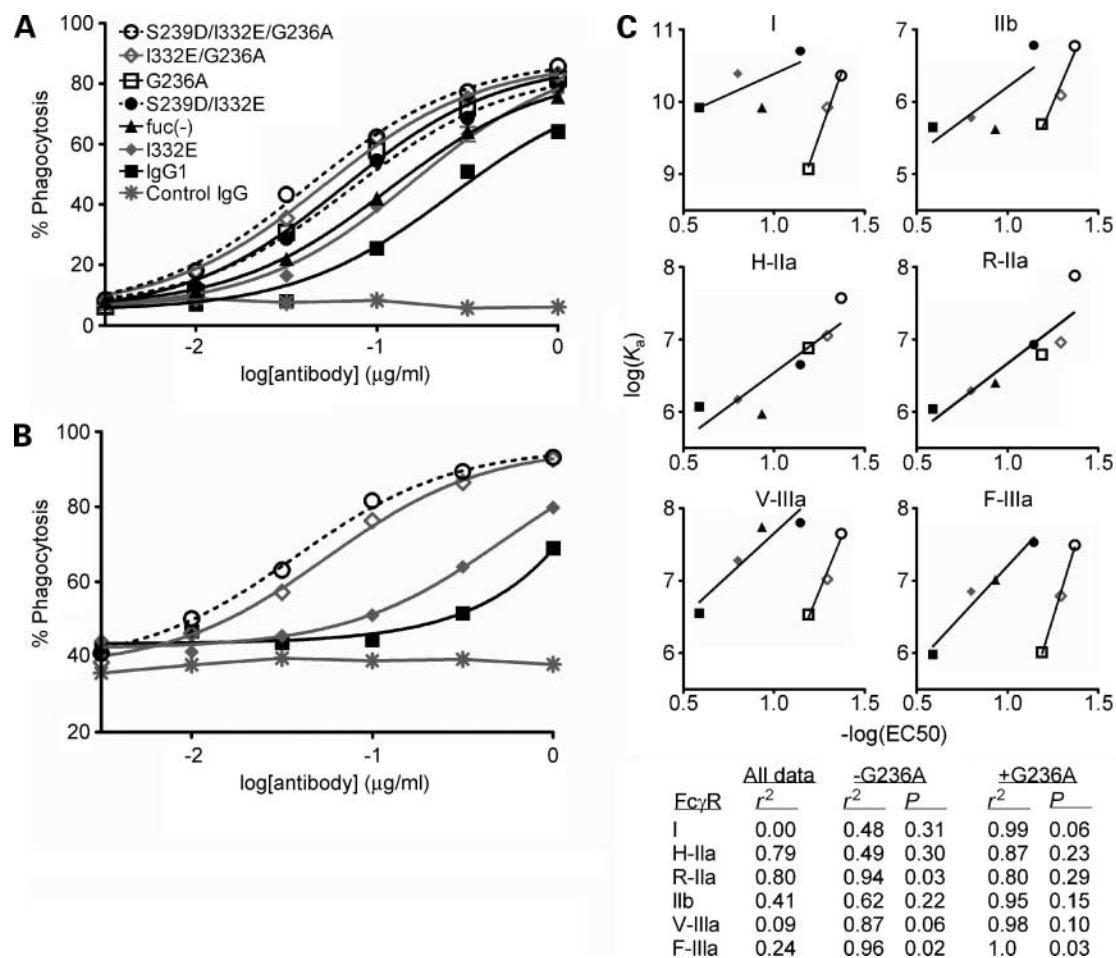 A
S239D/I332E/G236A
I332E/G236A
G236A
S239D/I332E
fuc(-)
I332E
IgG1
Control IgG
% Phagocytosis
100
80
60
40
20
0
-2
-1
0
log[antibody] (μg/ml)
B
% Phagocytosis
100
80
60
40
20
-2
-1
0
log[antibody] (μg/ml)
C
I
11
10
9
0.5
1.0
1.5
IIb
7
6
5
0.5
1.0
1.5
H-IIa
8
7
6
0.5
1.0
1.5
R-IIa
8
7
6
0.5
1.0
1.5
log(Ka)
V-IIIa
8
7
6
0.5
1.0
1.5
F-IIIa
8
7
6
0.5
1.0
1.5
-log(EC50)
All data -G236A +G236A
FcγR r² r² P r² P
I 0.00 0.48 0.31 0.99 0.06
H-IIa 0.79 0.49 0.30 0.87 0.23
R-IIa 0.80 0.94 0.03 0.80 0.29
IIb 0.41 0.62 0.22 0.95 0.15
V-IIIa 0.09 0.87 0.06 0.98 0.10
F-IIIa 0.24 0.96 0.02 1.0 0.03